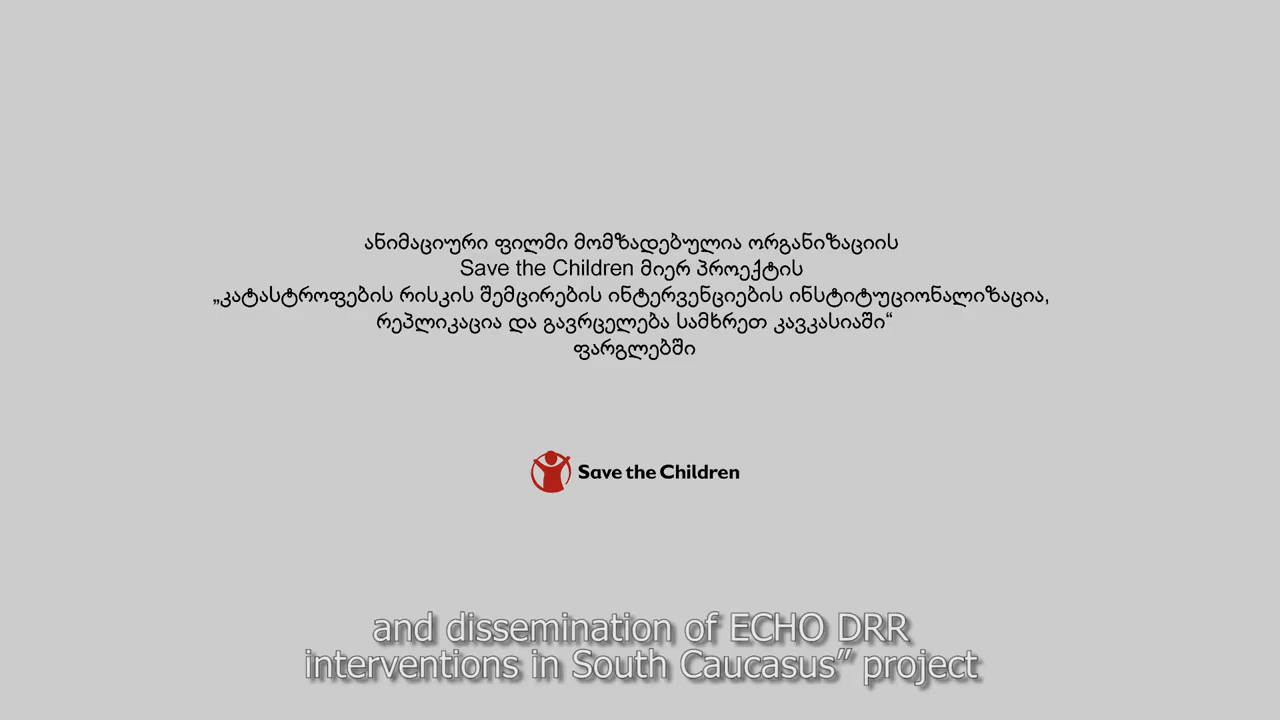 ანიმაციური ფილმი მომზადებულია ორგანიზაციის
Save the Children მიერ პროექტის
„კატასტროფების რისკის შემცირების ინტერვენციების ინსტიტუციონალიზაცია,
რეპლიკაცია და გავრცელება სამხრეთ კავკასიაში“
ფარგლებში
Save the Children
and dissemination of ECHO DRR
interventions in South Caucasus” project